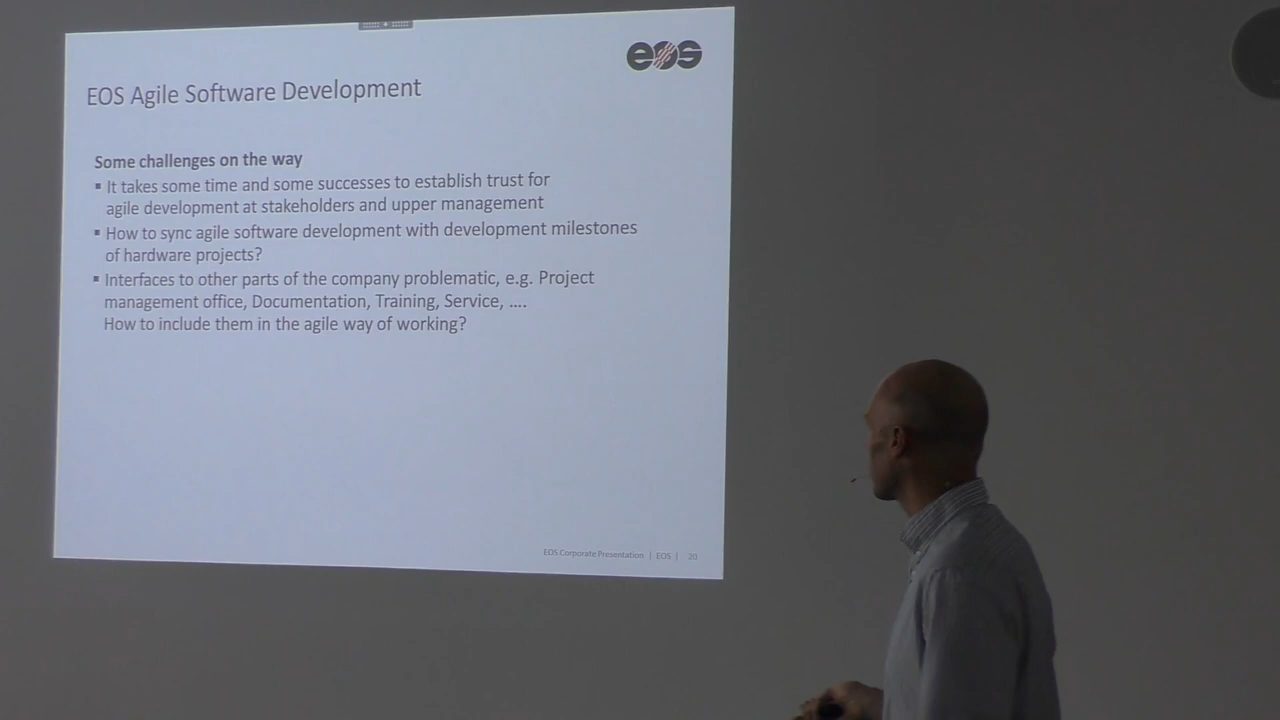 eos
EOS Agile Software Development
Some challenges on the way
▪ It takes some time and some successes to establish trust for
agile development at stakeholders and upper management
▪ How to sync agile software development with development milestones
of hardware projects?
▪ Interfaces to other parts of the company problematic, e.g. Project
management office, Documentation, Training, Service, ....
How to include them in the agile way of working?
EOS Corporate Presentation | EOS | 20